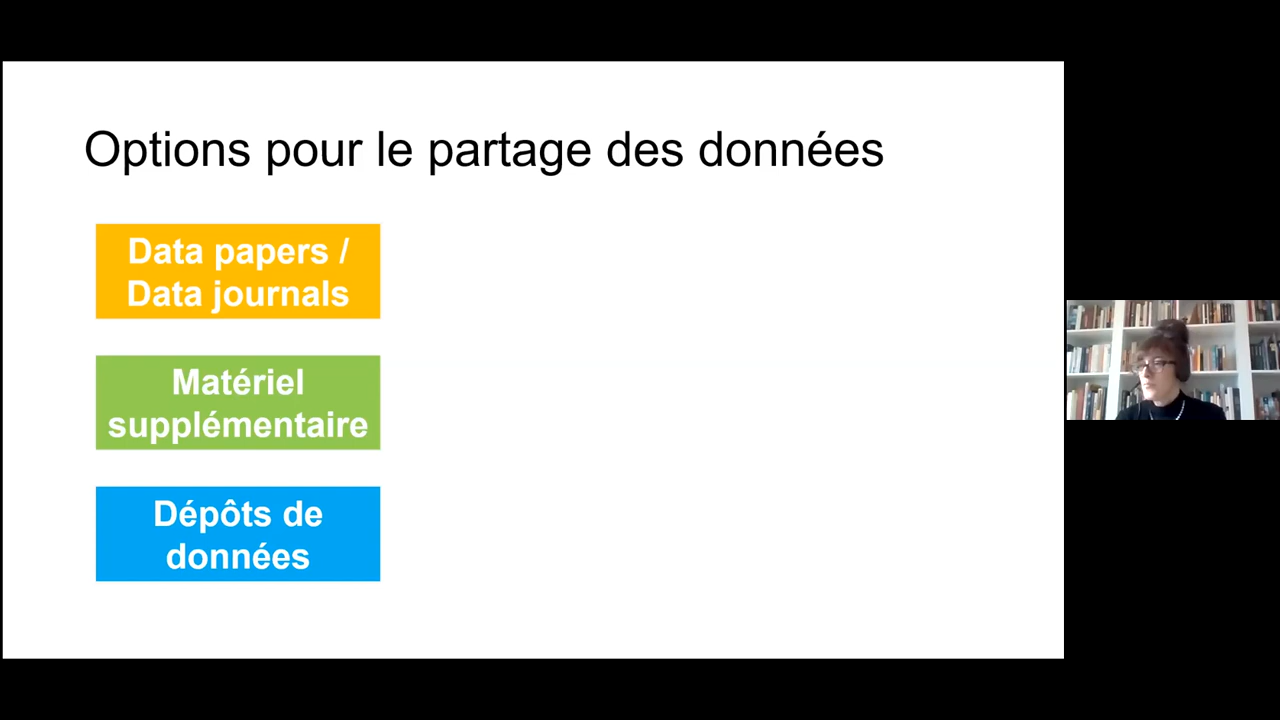 Options pour le partage des données
Data papers /
Data journals
Matériel
supplémentaire
Dépôts de
données